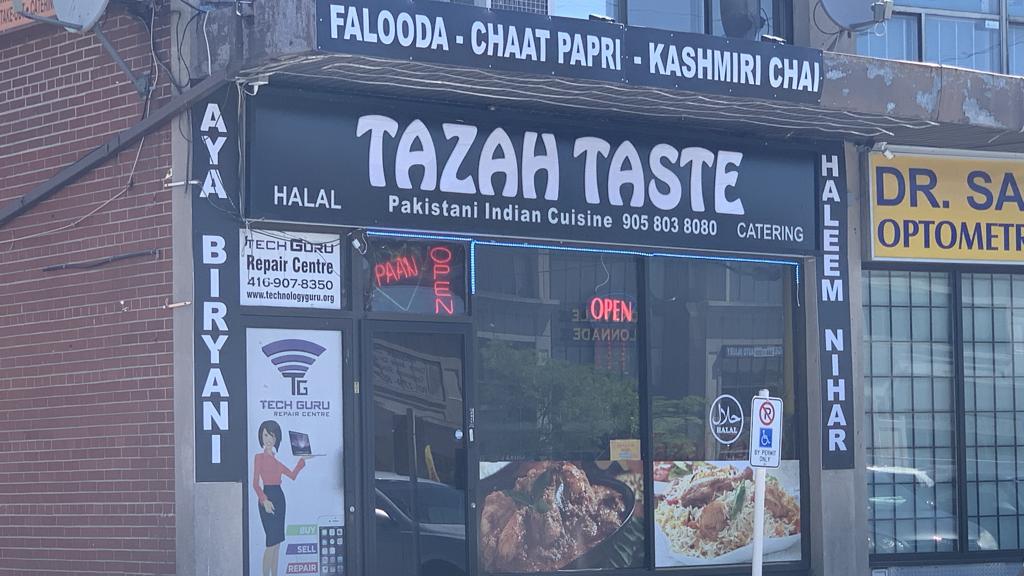 FALOODA - CHAAT PAPRI - KASHMIRI CHAI
TAZAH TASTE
HALAL
Pakistani Indian Cuisine 905 803 8080
CATERING
AYA BIRYANI
HALEEM NIHAR
DR. SA
OPTOMETR
TECH GURU
Repair Centre
416-907-8350
www.technologyguru.org
PAAN
OPEN
OPEN
TG
TECH GURU
REPAIR CENTRE
BUY
SELL
REPAIR
حلال
HALAL
P
BY PERMIT
ONLY